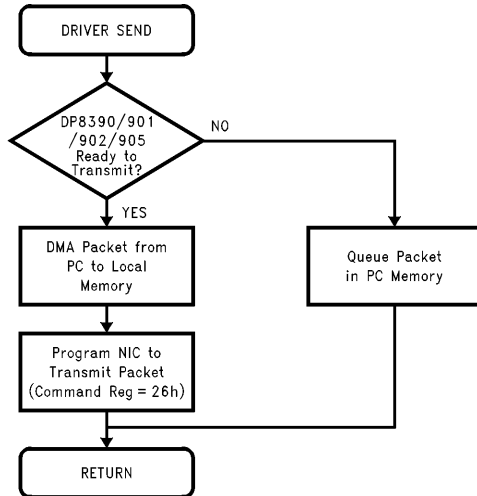 DRIVER SEND
DP8390/901
/902/905
Ready to
Transmit?
NO
YES
DMA Packet from
PC to Local
Memory
Queue Packet
in PC Memory
Program NIC to
Transmit Packet
(Command Reg = 26h)
RETURN